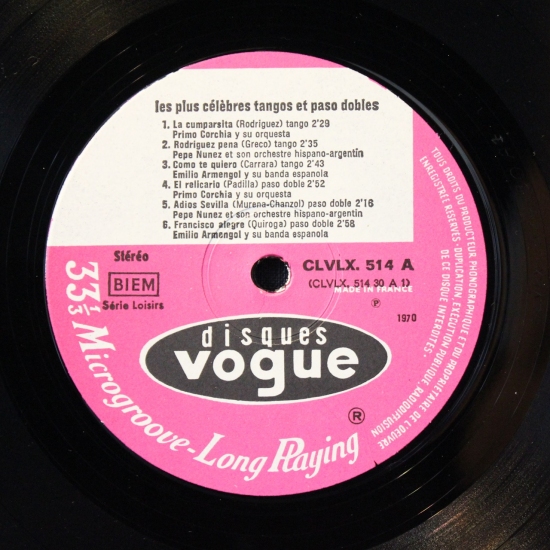 les plus célèbres tangos et paso dobles
1. La cumparsita (Rodriguez) tango 2'29
Primo Corchia y su orquesta
2. Rodriguez pena (Greco) tango 2'35
Pepe Nunez et son orchestre hispano-argentin
3. Como te quiero (Carrara) tango 2'43
Emilio Armengol y su banda espanola
4. El relicario (Padilla) paso doble 2'52
Primo Corchia y su orquesta
5. Adios Sevilla (Murena-Chanzol) paso doble 2'16
Pepe Nunez et son orchestre hispano-argentin
6. Francisco alegre (Quiroga) paso doble 2'58
Emilio Armengol y su banda espanola
Stéréo
BIEM
Série Loisirs
CLVLX. 514 A
(CLVLX. 514 30 A 1)
MADE IN FRANCE
℗ 1970
disques
vogue
®
33 1/3 Microgroove-Long Playing
TOUS DROITS DU PRODUCTEUR PHONOGRAPHIQUE ET DU PROPRIÉTAIRE DE L'OEUVRE
ENREGISTRÉE RÉSERVÉS - DUPLICATION, EXÉCUTION PUBLIQUE, RADIODIFFUSION
DE CE DISQUE INTERDITES -